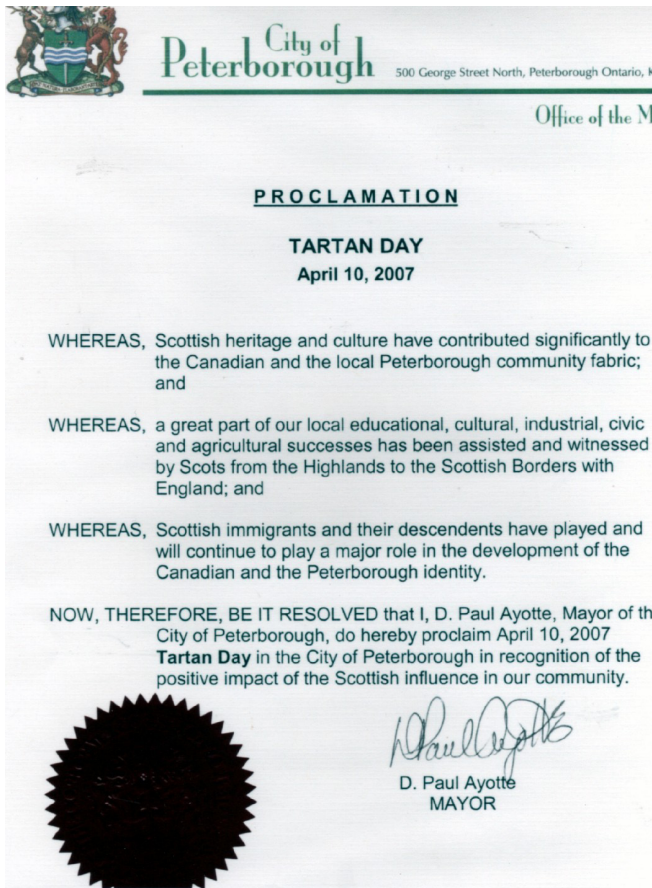 City of
Peterborough
500 George Street North, Peterborough Ontario, K
Office of the M
PROCLAMATION
TARTAN DAY
April 10, 2007
WHEREAS, Scottish heritage and culture have contributed significantly to
the Canadian and the local Peterborough community fabric;
and
WHEREAS, a great part of our local educational, cultural, industrial, civic
and agricultural successes has been assisted and witnessed
by Scots from the Highlands to the Scottish Borders with
England; and
WHEREAS, Scottish immigrants and their descendents have played and
will continue to play a major role in the development of the
Canadian and the Peterborough identity.
NOW, THEREFORE, BE IT RESOLVED that I, D. Paul Ayotte, Mayor of th
City of Peterborough, do hereby proclaim April 10, 2007
Tartan Day in the City of Peterborough in recognition of the
positive impact of the Scottish influence in our community.
D Paul Ayotte
D. Paul Ayotte
MAYOR